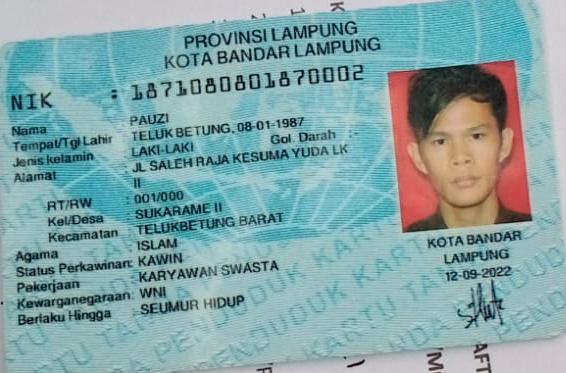 PROVINSI LAMPUNG
KOTA BANDAR LAMPUNG
NIK : 1871080801870002
Nama : PAUZI
Tempat/Tgl Lahir : TELUK BETUNG, 08-01-1987
Jenis kelamin : LAKI-LAKI Gol. Darah :-
Alamat : JL SALEH RAJA KESUMA YUDA LK
II
RT/RW : 001/000
Kel/Desa : SUKARAME II
Kecamatan : TELUKBETUNG BARAT
Agama : ISLAM
Status Perkawinan: KAWIN
Pekerjaan : KARYAWAN SWASTA
Kewarganegaraan: WNI
Berlaku Hingga : SEUMUR HIDUP
KOTA BANDAR
LAMPUNG
12-09-2022